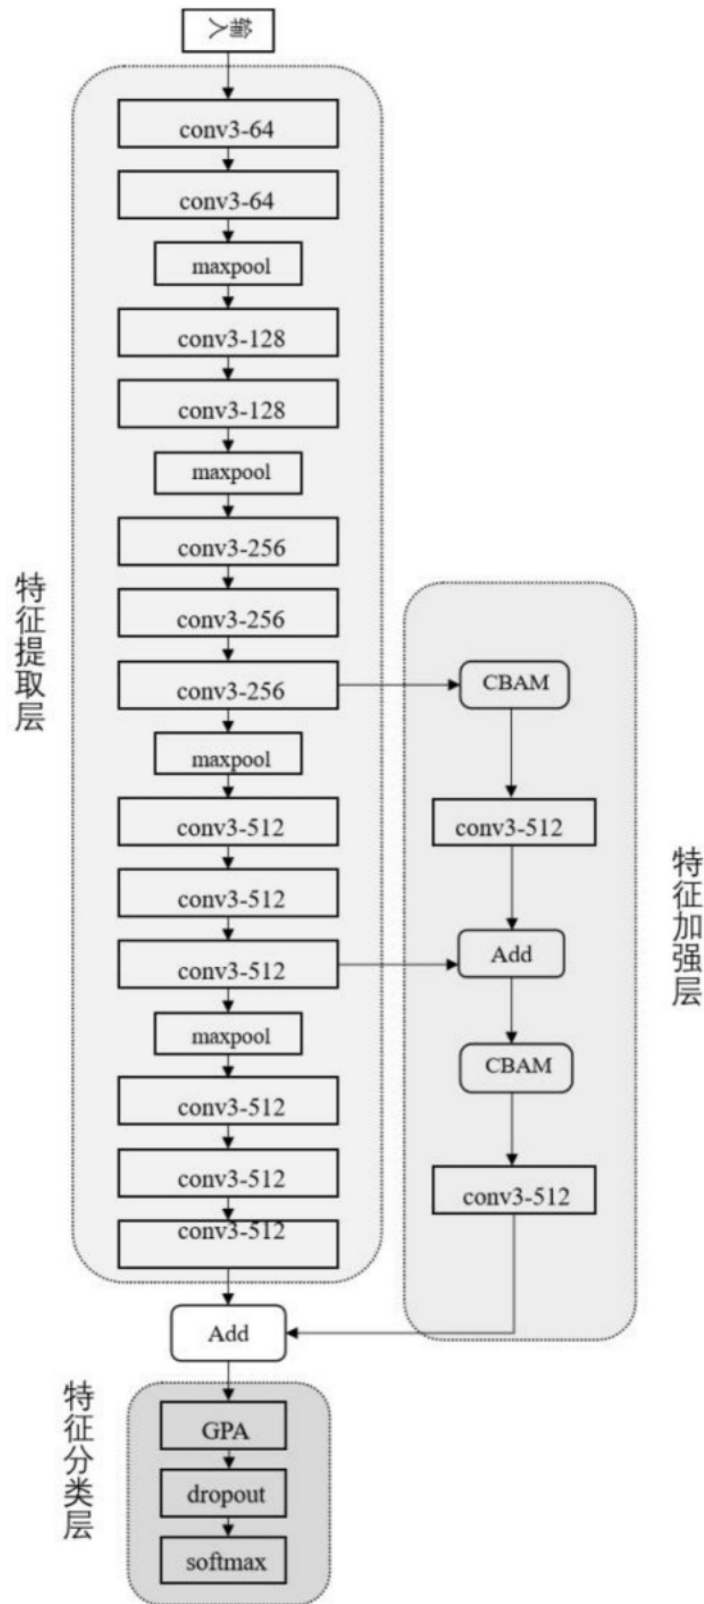 输入
conv3-64
conv3-64
maxpool
conv3-128
conv3-128
maxpool
conv3-256
conv3-256
conv3-256
maxpool
conv3-512
conv3-512
conv3-512
maxpool
conv3-512
conv3-512
conv3-512
特征提取层
CBAM
conv3-512
Add
CBAM
conv3-512
特征加强层
Add
GPA
dropout
softmax
特征分类层